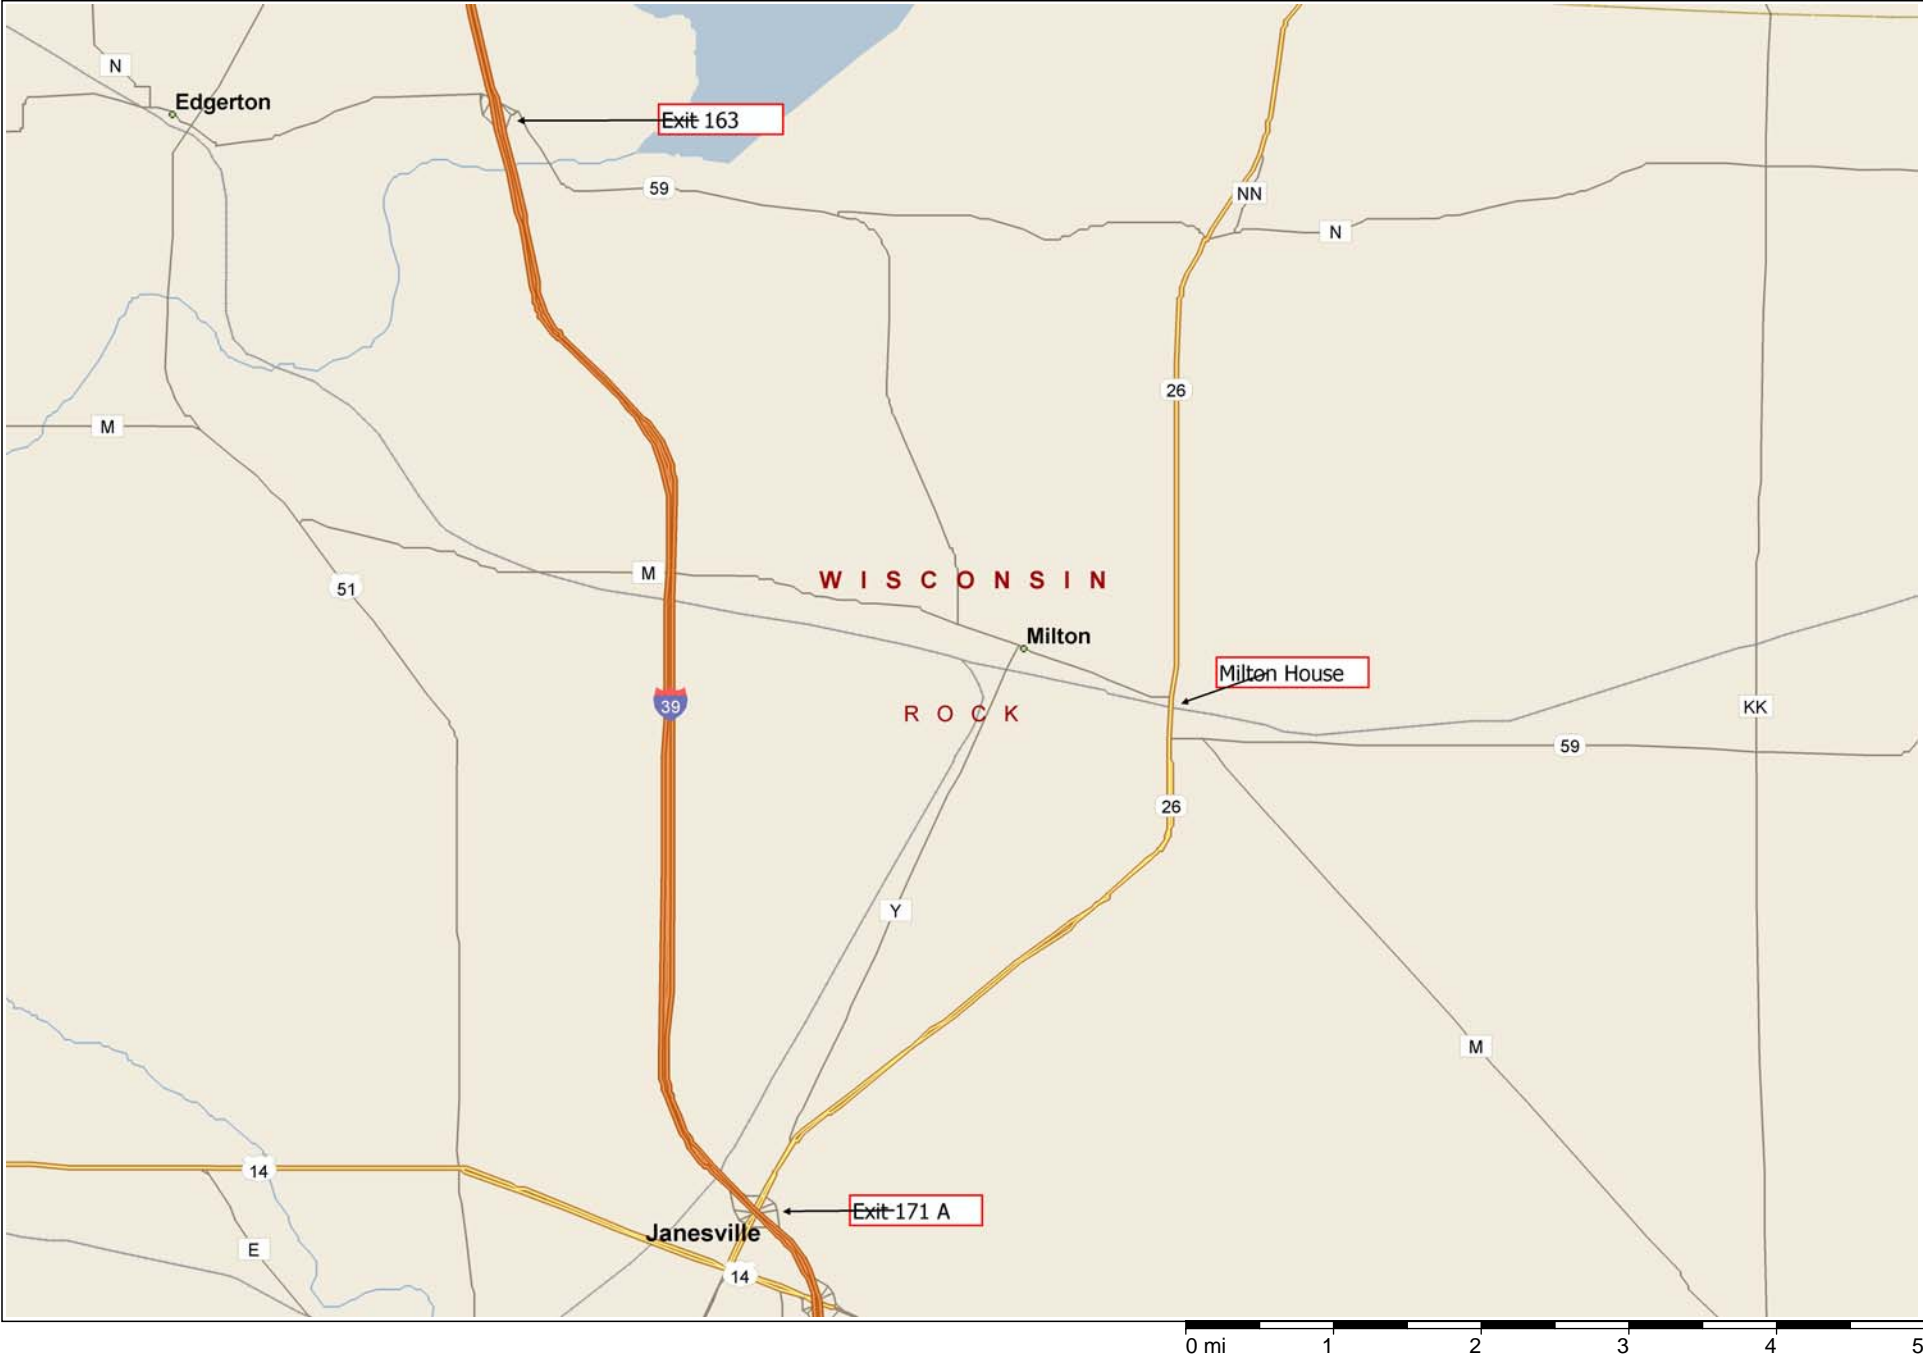 N
Edgerton
Exit 163
59
NN
N
26
M
M
51
WISCONSIN
Milton
Milton House
39
ROCK
KK
59
26
Y
M
14
Exit 171 A
Janesville
E
14
0 mi 1 2 3 4 5